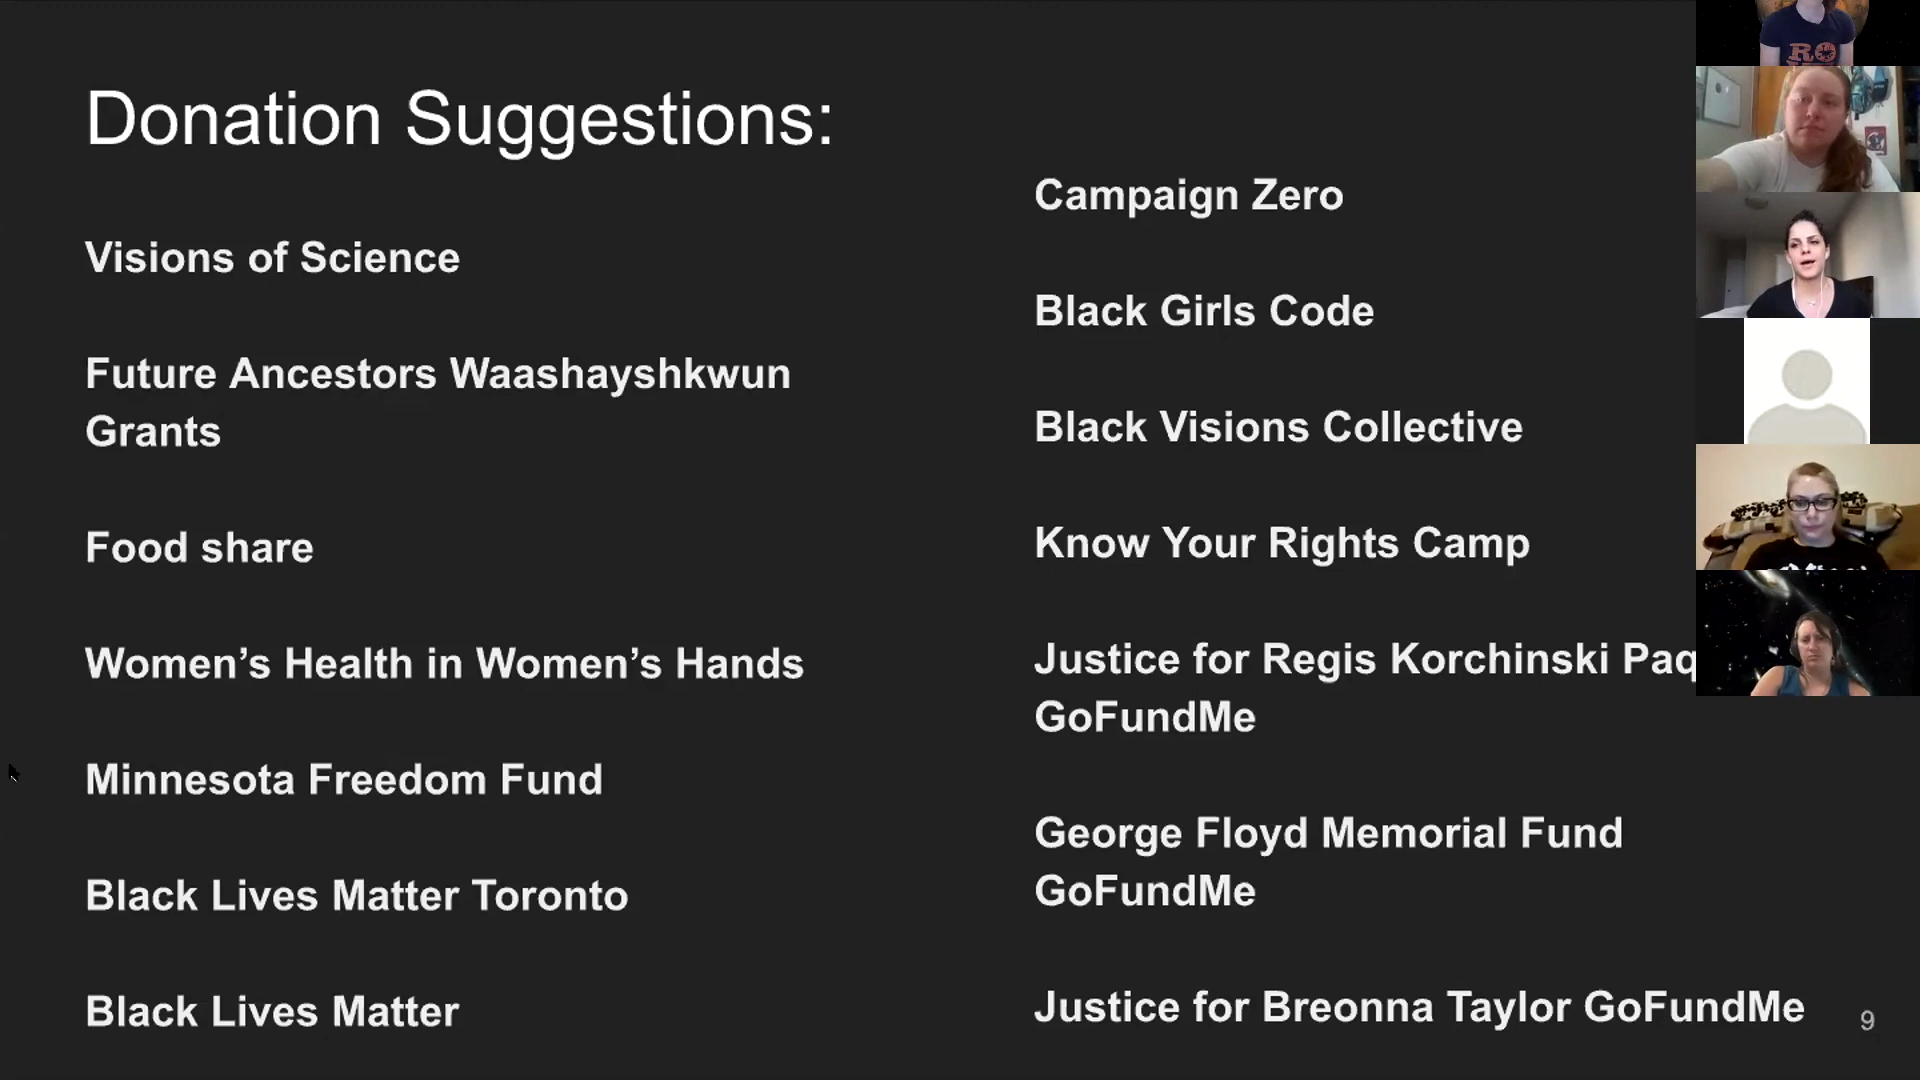 Donation Suggestions:
Visions of Science
Future Ancestors Waashayshkwun
Grants
Food share
Women’s Health in Women’s Hands
Minnesota Freedom Fund
Black Lives Matter Toronto
Black Lives Matter
Campaign Zero
Black Girls Code
Black Visions Collective
Know Your Rights Camp
Justice for Regis Korchinski
GoFundMe
George Floyd Memorial Fund
GoFundMe
Justice for Breonna Taylor GoFundMe
9